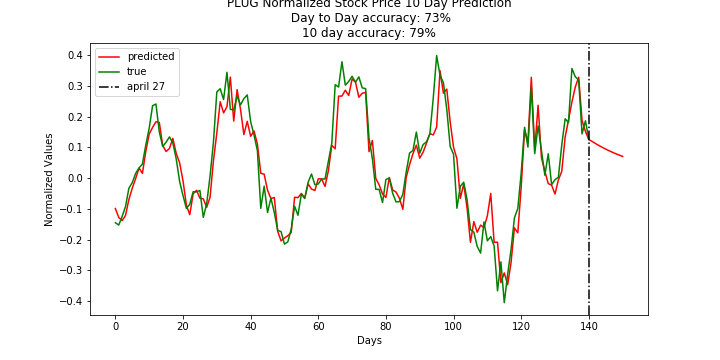 PLUG Normalized Stock Price 10 Day Prediction
Day to Day accuracy: 73%
10 day accuracy: 79%
predicted
true
april 27
0.4
0.3
0.2
0.1
0.0
−0.1
−0.2
−0.3
−0.4
Normalized Values
0 20 40 60 80 100 120 140
Days